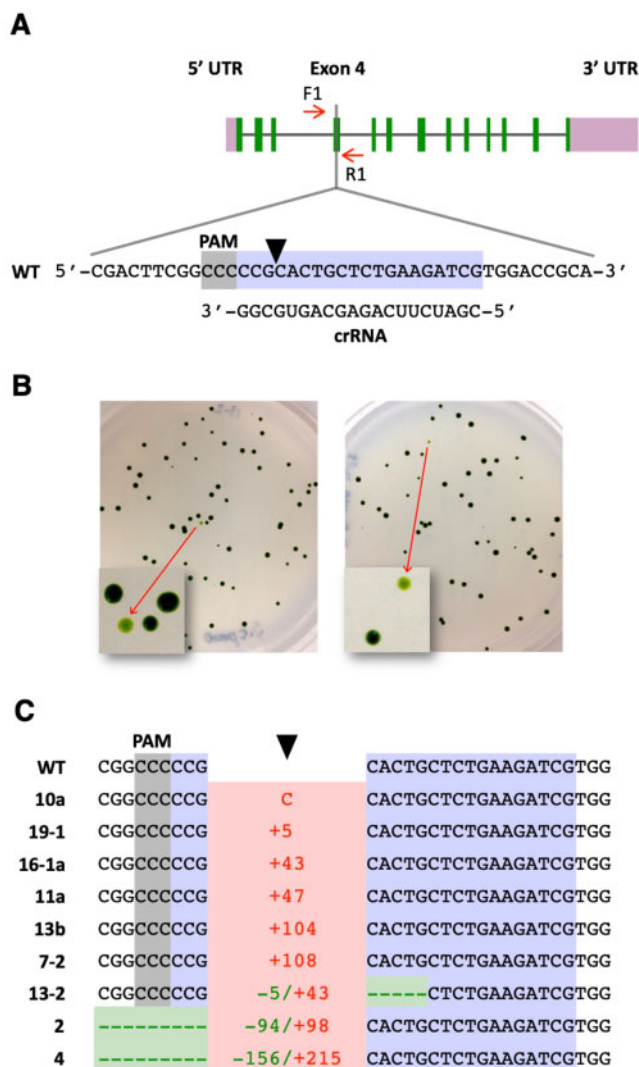 A
5′ UTR Exon 4 3′ UTR
F1
R1
PAM
WT 5′-CGACTTCGGCCCCCGCACTGCTCTGAAGATCGTGGACCGCA-3′
3′-GGCGUGACGAGACUUCUAGC-5′
crRNA
B
C
PAM
WT CGGCCCCCG CACTGCTCTGAAGATCGTGG
10a CGGCCCCCG C CACTGCTCTGAAGATCGTGG
19-1 CGGCCCCCG +5 CACTGCTCTGAAGATCGTGG
16-1a CGGCCCCCG +43 CACTGCTCTGAAGATCGTGG
11a CGGCCCCCG +47 CACTGCTCTGAAGATCGTGG
13b CGGCCCCCG +104 CACTGCTCTGAAGATCGTGG
7-2 CGGCCCCCG +108 CACTGCTCTGAAGATCGTGG
13-2 CGGCCCCCG -5/+43 -----CTCTGAAGATCGTGG
2 --------- -94/+98 CACTGCTCTGAAGATCGTGG
4 --------- -156/+215 CACTGCTCTGAAGATCGTGG